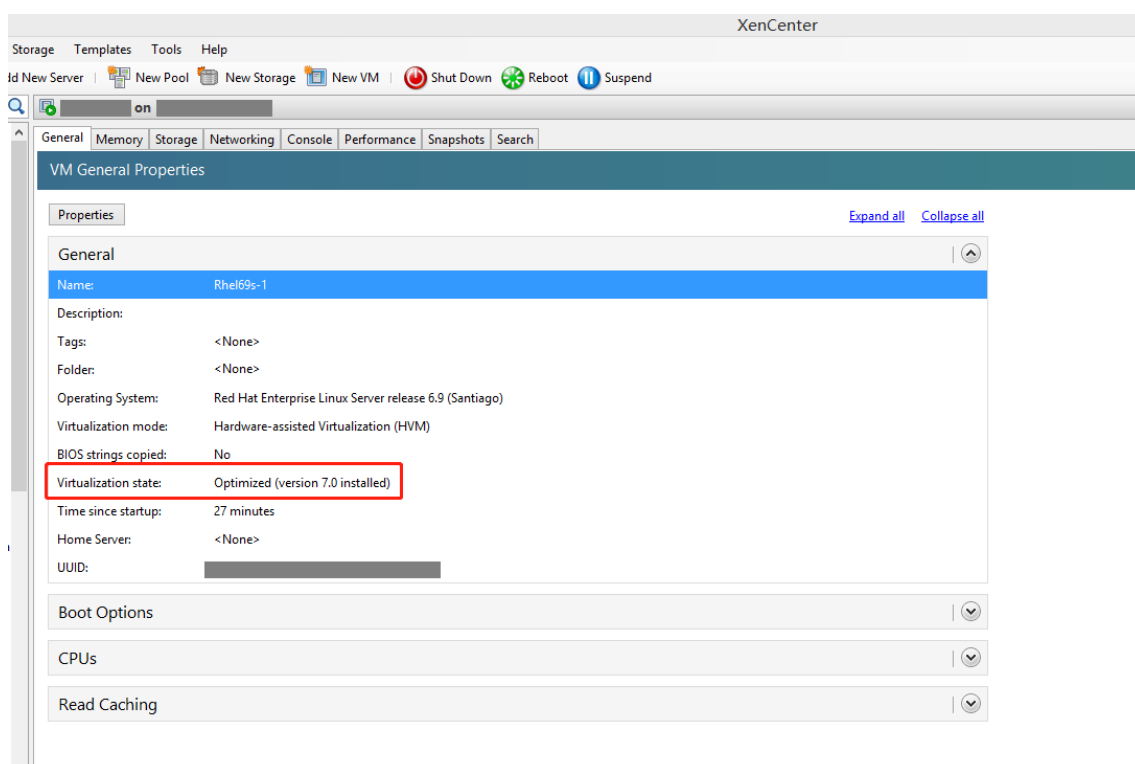 XenCenter
Storage Templates Tools Help
dd New Server New Pool New Storage New VM Shut Down Reboot Suspend
on
General Memory Storage Networking Console Performance Snapshots Search
VM General Properties
Properties Expand all Collapse all
General
Name: Rhel69s-1
Description:
Tags: <None>
Folder: <None>
Operating System: Red Hat Enterprise Linux Server release 6.9 (Santiago)
Virtualization mode: Hardware-assisted Virtualization (HVM)
BIOS strings copied: No
Virtualization state: Optimized (version 7.0 installed)
Time since startup: 27 minutes
Home Server: <None>
UUID:
Boot Options
CPUs
Read Caching